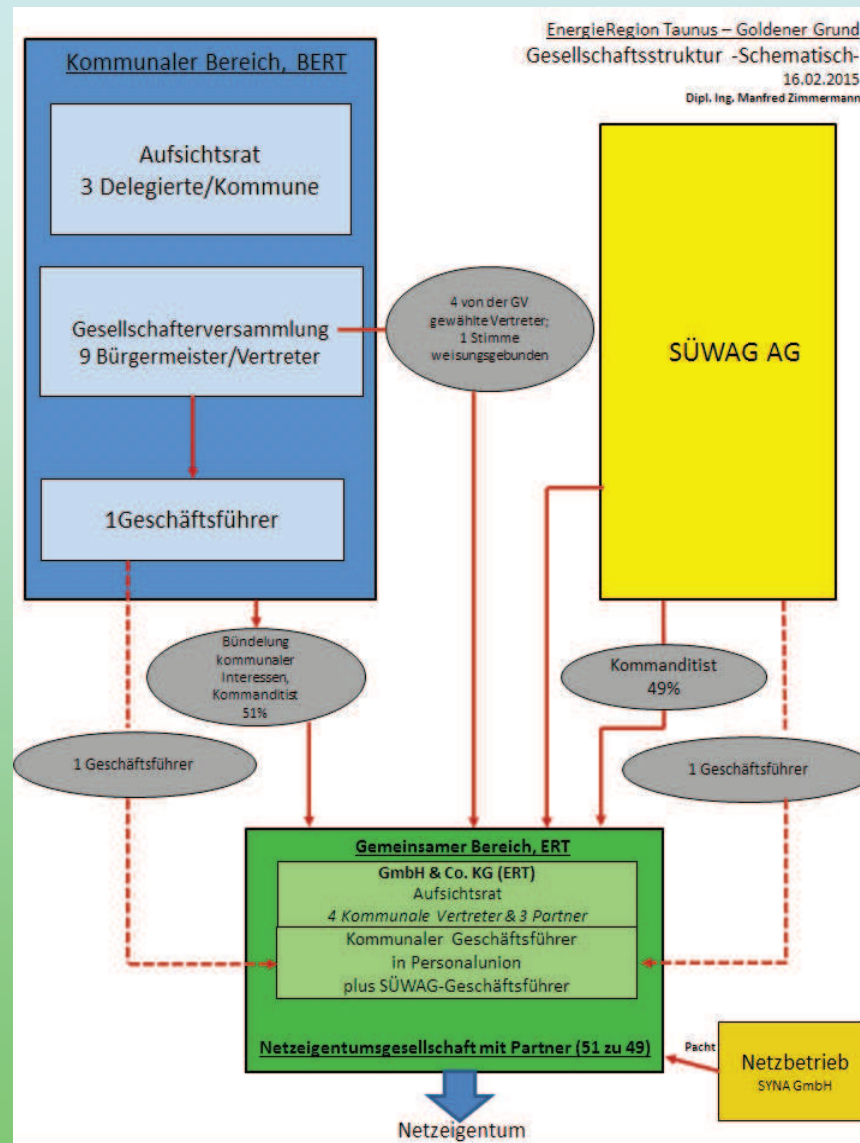 EnergieRegion Taunus – Goldener Grund
Gesellschaftsstruktur -Schematisch-
16.02.2015
Dipl. Ing. Manfred Zimmermann
Kommunaler Bereich, BERT
Aufsichtsrat
3 Delegierte/Kommune
Gesellschafterversammlung
9 Bürgermeister/Vertreter
4 von der GV
gewählte Vertreter;
1 Stimme
weisungsgebunden
SÜWAG AG
1Geschäftsführer
Bündelung
kommunaler
Interessen,
Kommanditist
51%
Kommanditist
49%
1 Geschäftsführer
1 Geschäftsführer
Gemeinsamer Bereich, ERT
GmbH & Co. KG (ERT)
Aufsichtsrat
4 Kommunale Vertreter & 3 Partner
Kommunaler Geschäftsführer
in Personalunion
plus SÜWAG-Geschäftsführer
Netzeigentumsgesellschaft mit Partner (51 zu 49)
Pacht
Netzbetrieb
SYNA GmbH
Netzeigentum